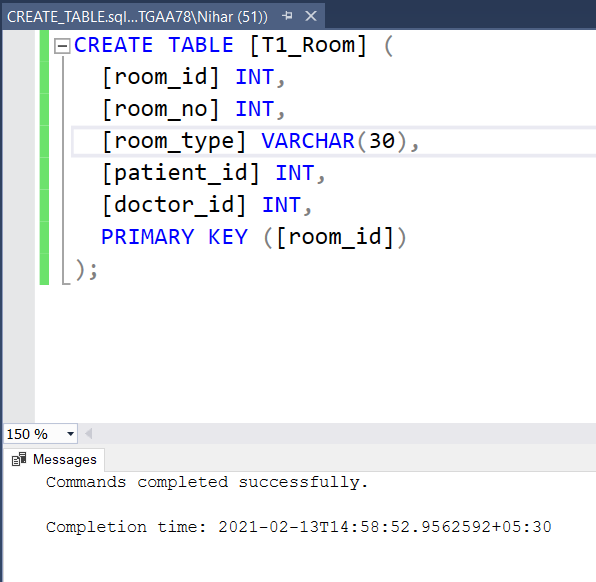 CREATE_TABLE.sql...TGAA78\Nihar (51))
CREATE TABLE [T1_Room] (
[room_id] INT,
[room_no] INT,
[room_type] VARCHAR(30),
[patient_id] INT,
[doctor_id] INT,
PRIMARY KEY ([room_id])
);
150 %
Messages
Commands completed successfully.
Completion time: 2021-02-13T14:58:52.9562592+05:30